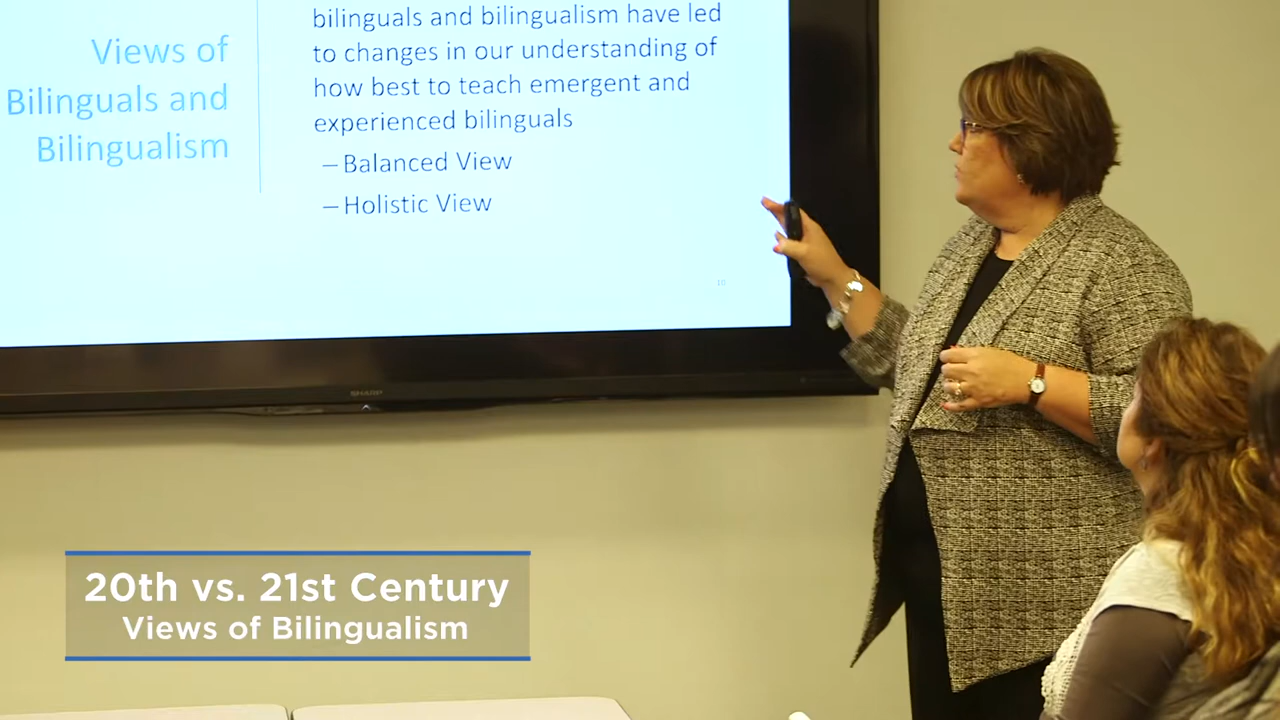 Views of
Bilinguals and
Bilingualism
bilinguals and bilingualism have led
to changes in our understanding of
how best to teach emergent and
experienced bilinguals
– Balanced View
– Holistic View
10
SHARP
20th vs. 21st Century
Views of Bilingualism